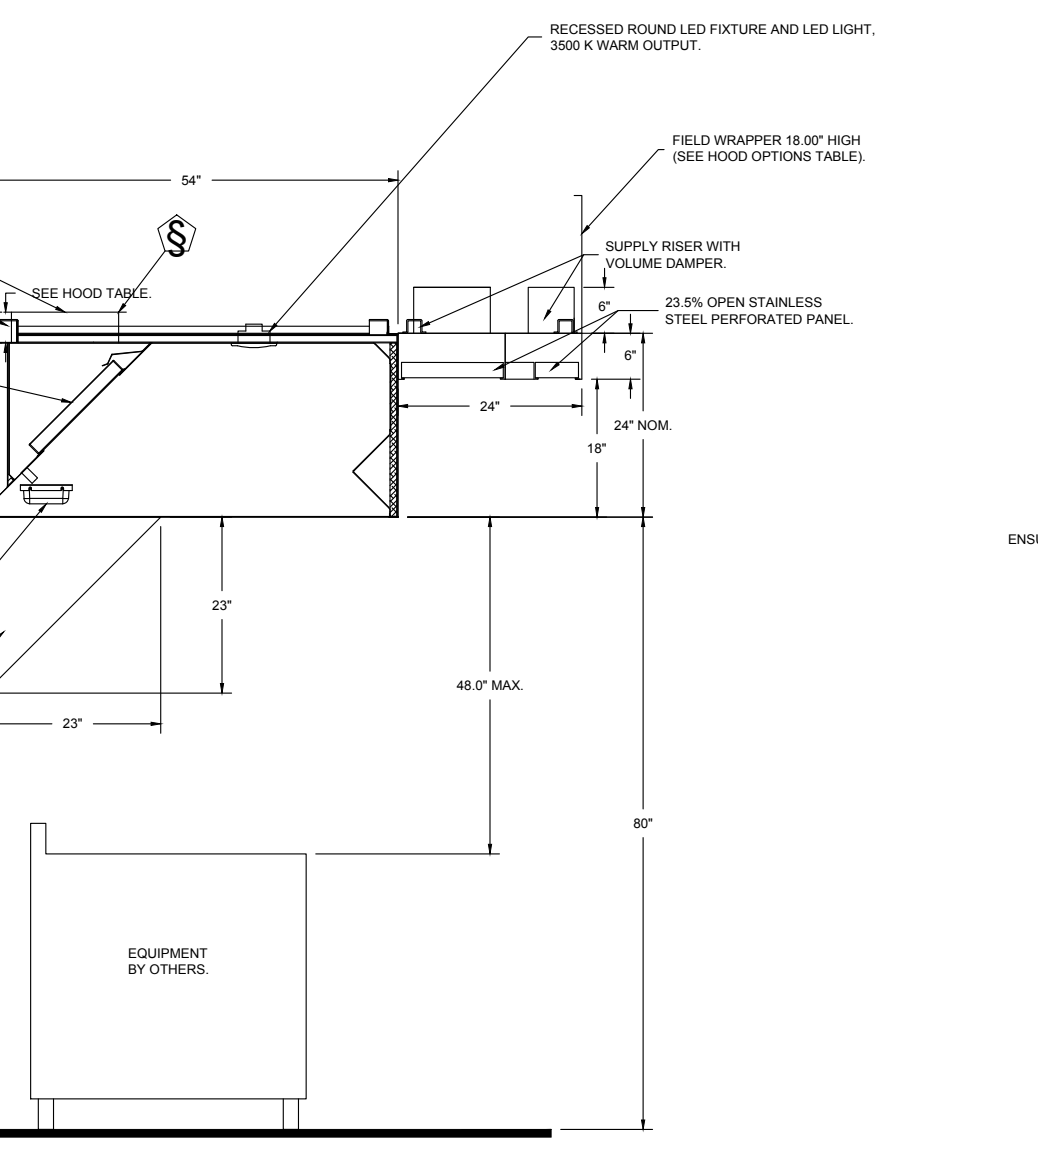 RECESSED ROUND LED FIXTURE AND LED LIGHT,
3500 K WARM OUTPUT.
FIELD WRAPPER 18.00" HIGH
(SEE HOOD OPTIONS TABLE).
54"
§
SUPPLY RISER WITH
VOLUME DAMPER.
SEE HOOD TABLE.
6"
23.5% OPEN STAINLESS
STEEL PERFORATED PANEL.
6"
24"
24" NOM.
18"
ENSU
23"
48.0" MAX.
23"
80"
EQUIPMENT
BY OTHERS.